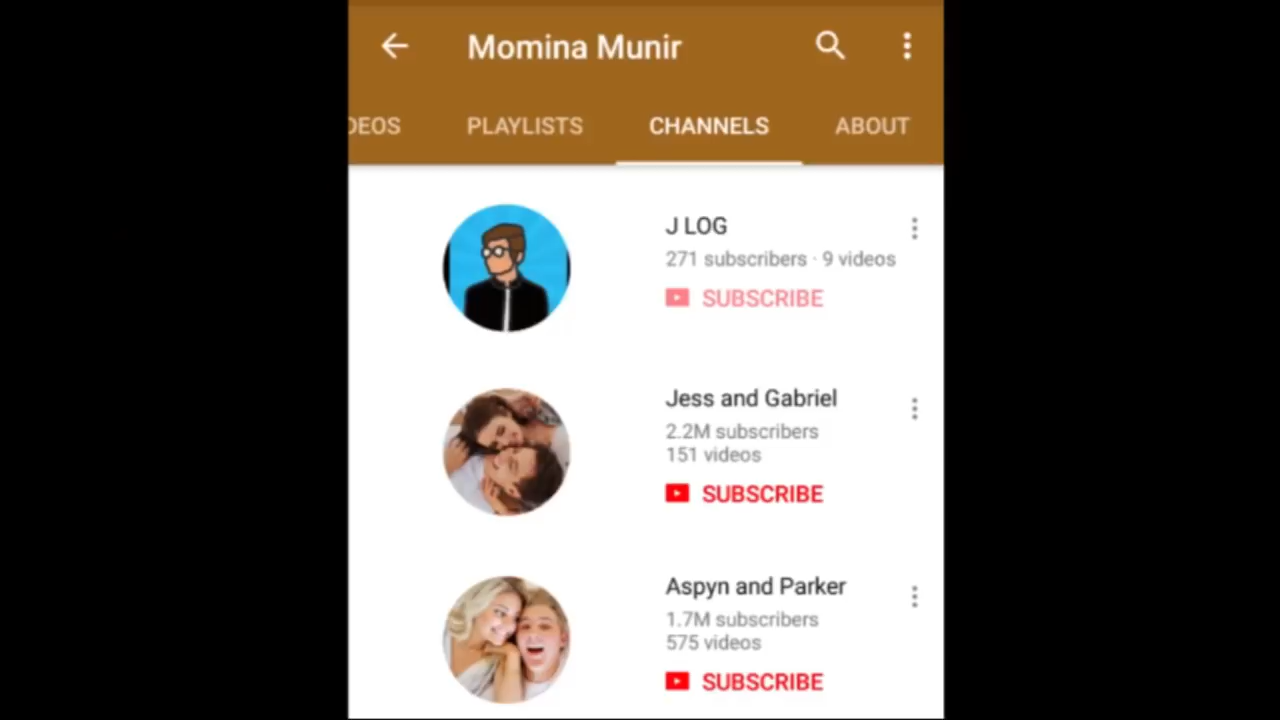 Momina Munir
DEOS PLAYLISTS CHANNELS ABOUT
J LOG
271 subscribers · 9 videos
SUBSCRIBE
Jess and Gabriel
2.2M subscribers
151 videos
SUBSCRIBE
Aspyn and Parker
1.7M subscribers
575 videos
SUBSCRIBE